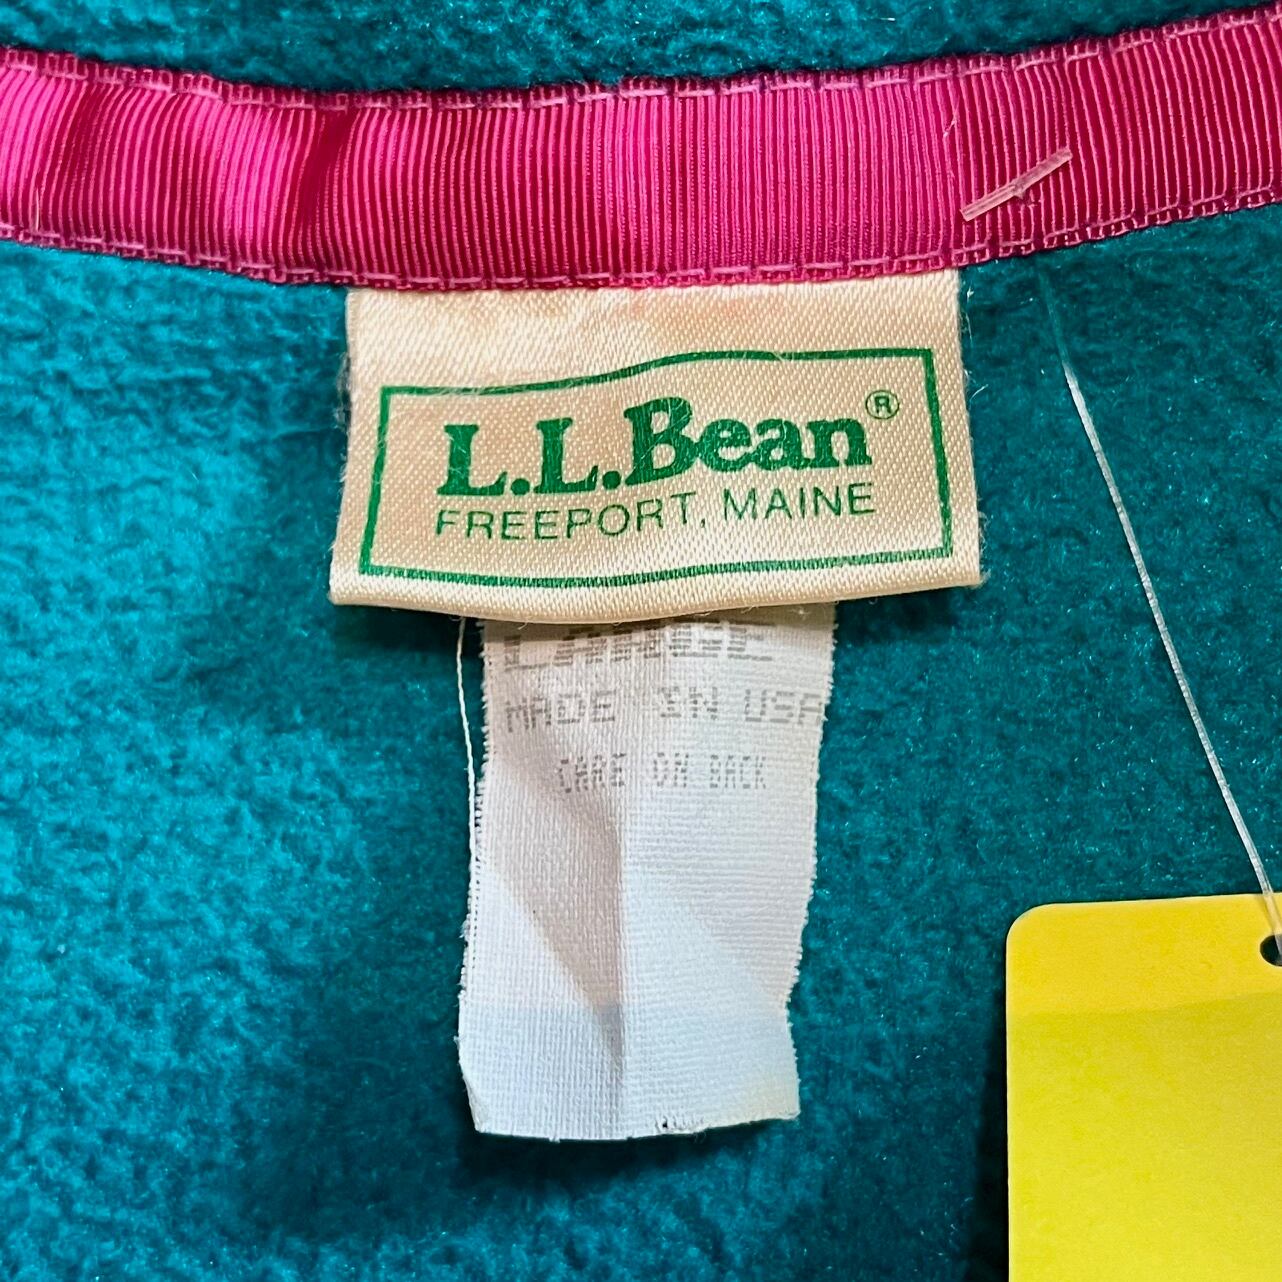 L.L.Bean®
FREEPORT, MAINE
LARGE
MADE IN USA
CARE ON BACK